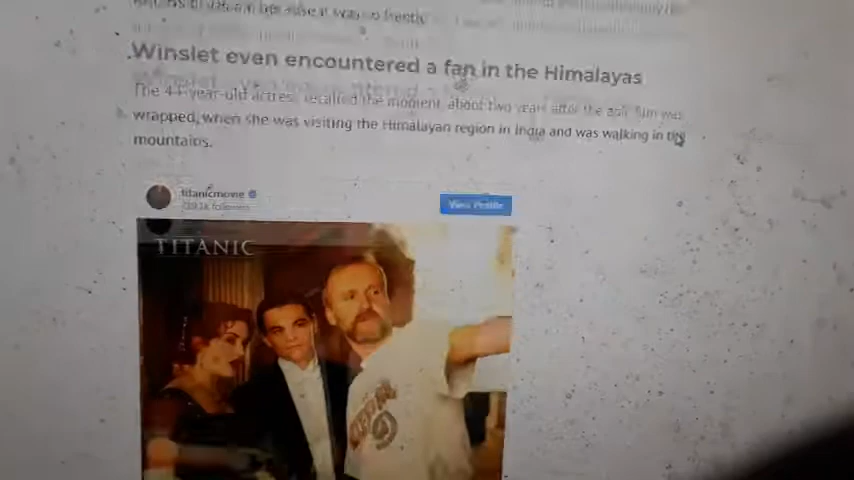 Winslet even encountered a fan in the Himalayas
The 44-year-old actress recalled the moment, about two years after the epic film was
wrapped, when she was visiting the Himalayan region in India and was walking in the
mountains.
titanicmovie
followers
View Profile
TITANIC